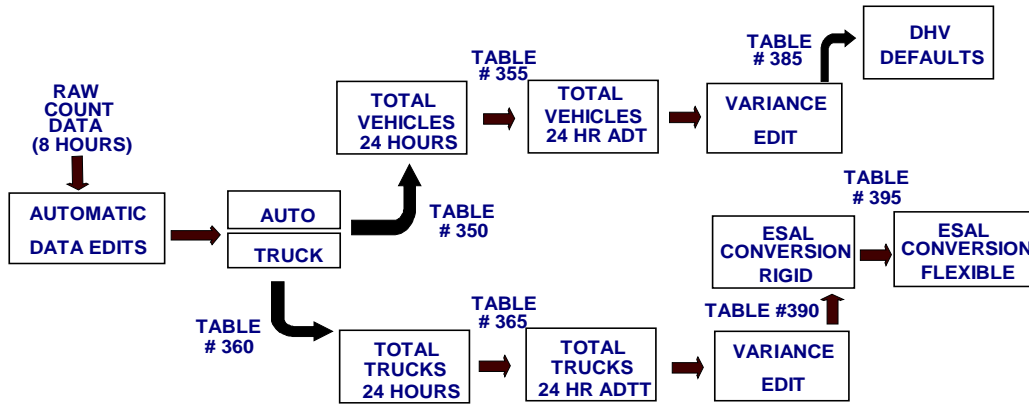 RAW
COUNT
DATA
(8 HOURS)
AUTOMATIC
DATA EDITS
AUTO
TRUCK
TABLE
# 350
TOTAL
VEHICLES
24 HOURS
TABLE
# 355
TOTAL
VEHICLES
24 HR ADT
VARIANCE
EDIT
TABLE
# 385
DHV
DEFAULTS
TABLE
# 360
TOTAL
TRUCKS
24 HOURS
TABLE
# 365
TOTAL
TRUCKS
24 HR ADTT
VARIANCE
EDIT
TABLE #390
ESAL
CONVERSION
RIGID
TABLE
# 395
ESAL
CONVERSION
FLEXIBLE